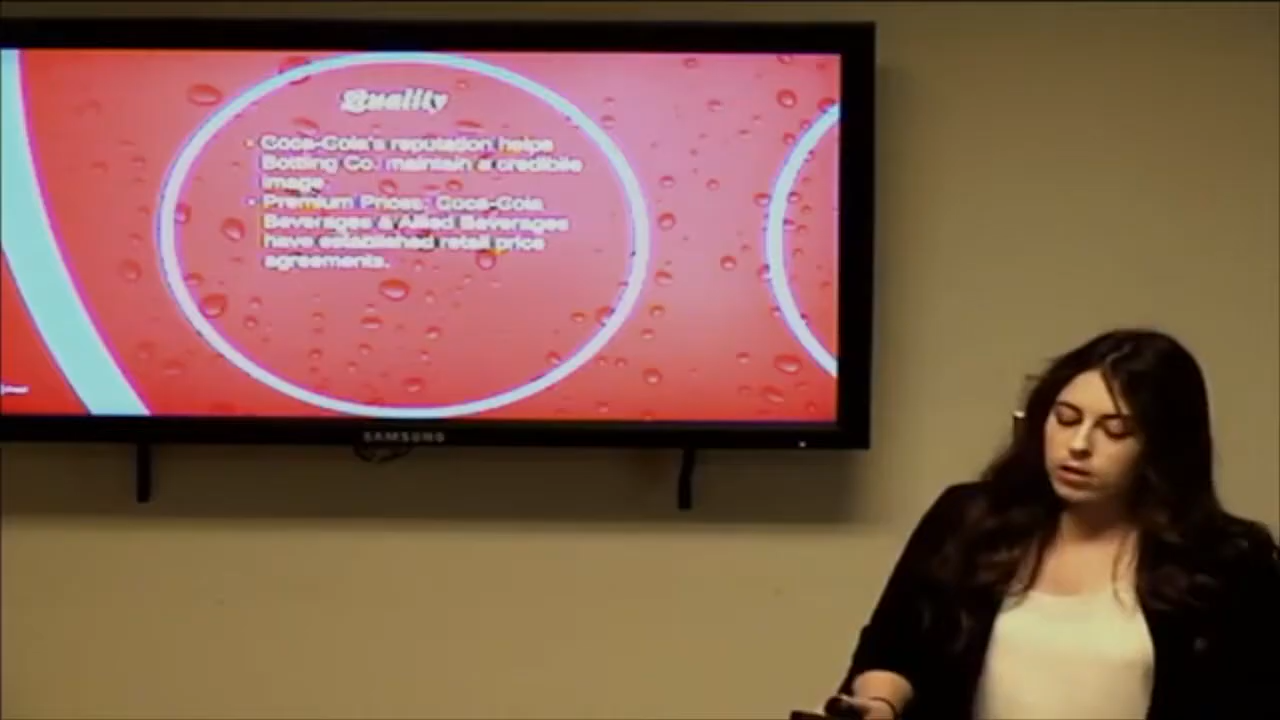 Quality
Coca-Cola's reputation helps
Bottling Co. maintain a credible
image.
Premium Prices: Coca-Cola
Beverages & Allied Beverages
have established retail price
agreements.
SAMSUNG